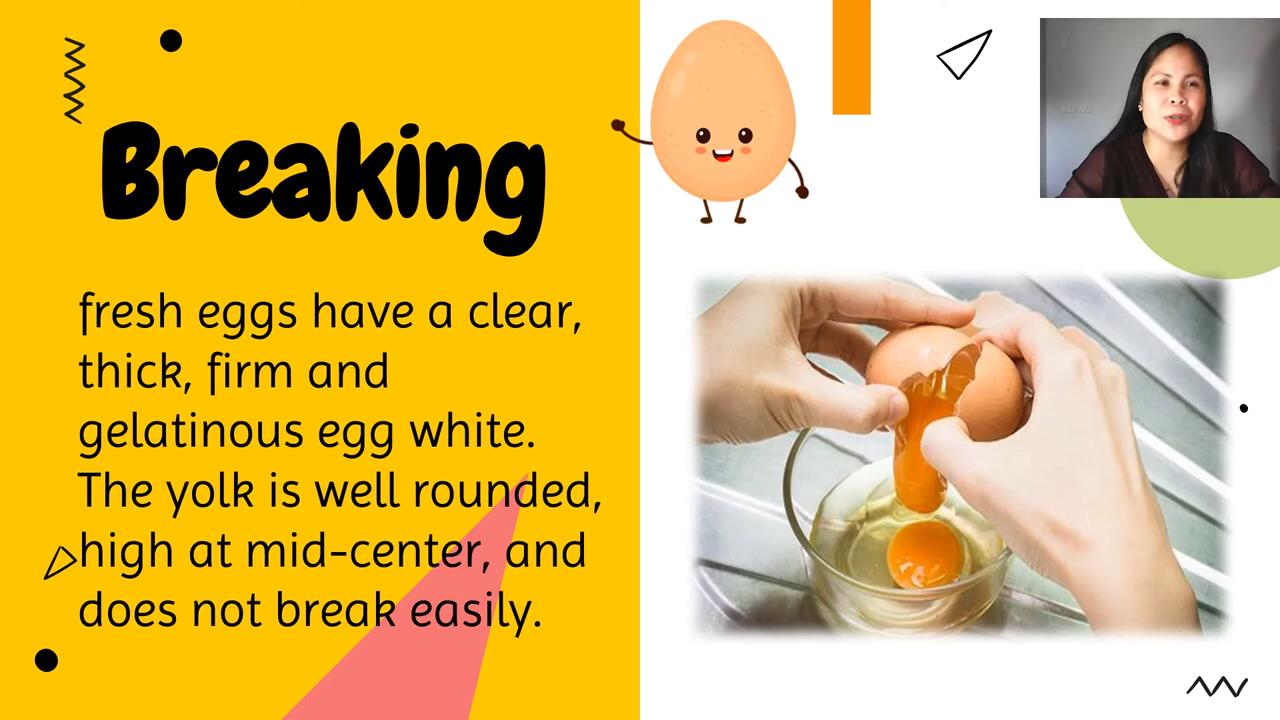 Breaking
fresh eggs have a clear,
thick, firm and
gelatinous egg white.
The yolk is well rounded,
high at mid-center, and
does not break easily.